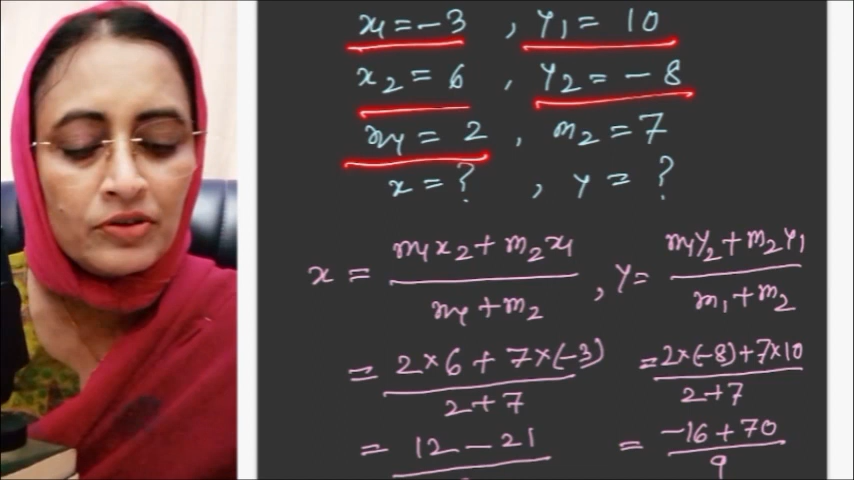 x₁ = -3 , y₁ = 10
x₂ = 6 , y₂ = -8
m₁ = 2 , m₂ = 7
x = ? , y = ?
x = (m₁x₂ + m₂x₁)/(m₁ + m₂) , y = (m₁y₂ + m₂y₁)/(m₁ + m₂)
= (2×6 + 7×(-3))/(2+7) = (2×(-8)+7×10)/(2+7)
= 12 - 21 = (-16+70)/9